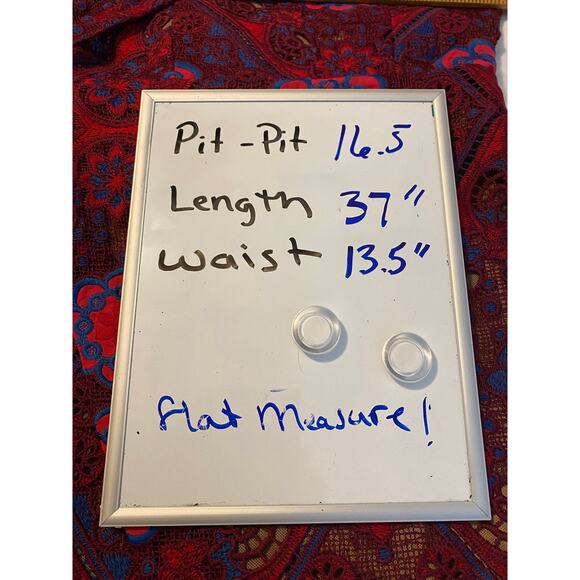 Pit - Pit 16.5
Length 37"
Waist 13.5"
Flat Measure!